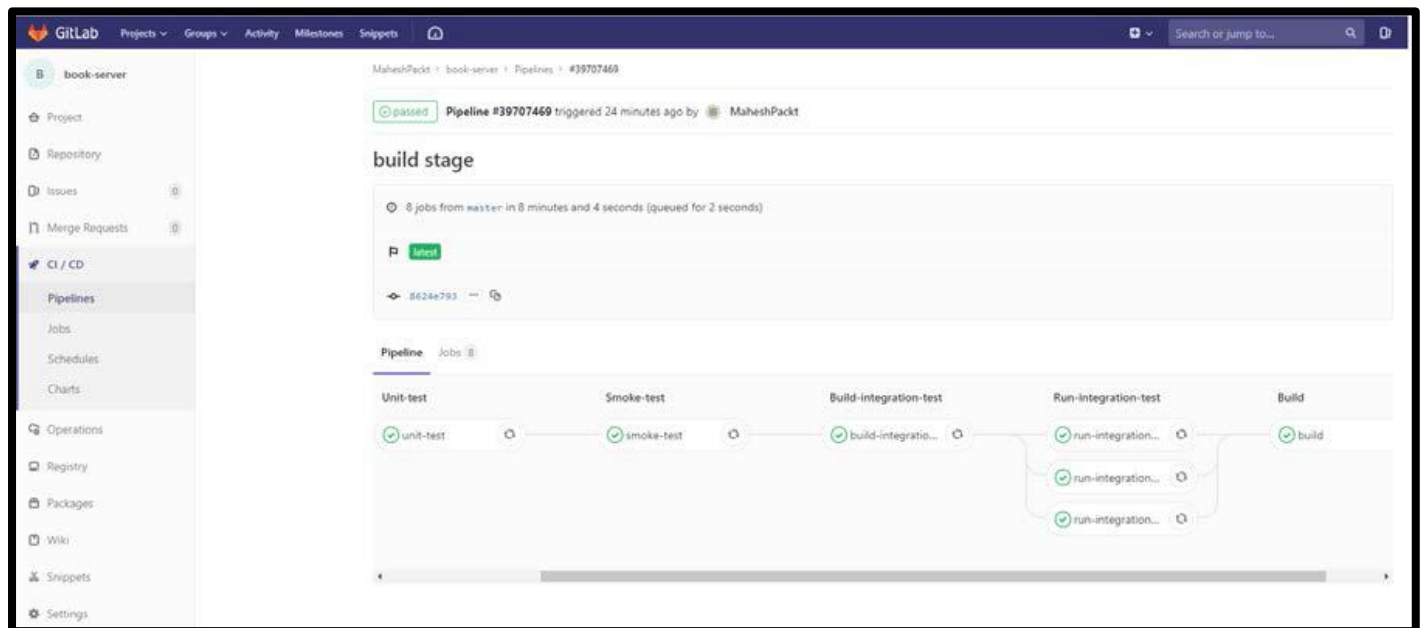 GitLab Projects Groups Activity Milestones Snippets Search or jump to...
B book-server
Project
Repository
Issues 0
Merge Requests 0
CI / CD
Pipelines
Jobs
Schedules
Charts
Operations
Registry
Packages
Wiki
Snippets
Settings
MaheshPackt > book-server > Pipelines > #39707469
passed Pipeline #39707469 triggered 24 minutes ago by MaheshPackt
build stage
8 jobs from master in 8 minutes and 4 seconds (queued for 2 seconds)
latest
8624e793 ...
Pipeline Jobs 8
Unit-test Smoke-test Build-integration-test Run-integration-test Build
unit-test smoke-test build-integratio... run-integration... build
run-integration...
run-integration...